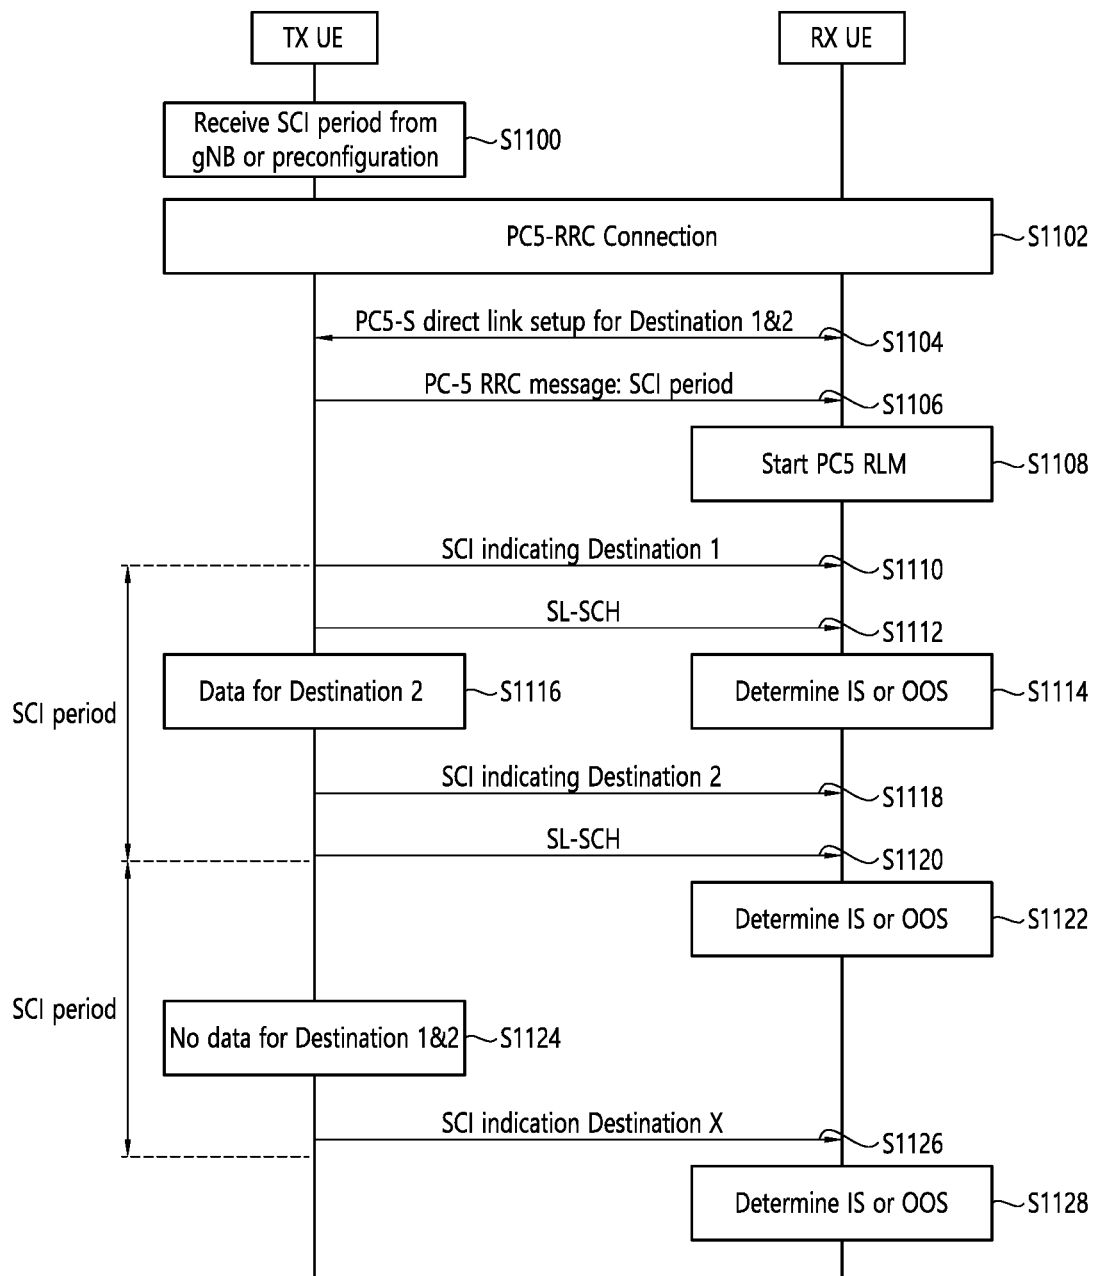 TX UE
RX UE
Receive SCI period from
gNB or preconfiguration
S1100
PC5-RRC Connection
S1102
PC5-S direct link setup for Destination 1&2
S1104
PC-5 RRC message: SCI period
S1106
Start PC5 RLM
S1108
SCI indicating Destination 1
S1110
SL-SCH
S1112
Data for Destination 2
S1116
Determine IS or OOS
S1114
SCI period
SCI indicating Destination 2
S1118
SL-SCH
S1120
Determine IS or OOS
S1122
SCI period
No data for Destination 1&2
S1124
SCI indication Destination X
S1126
Determine IS or OOS
S1128